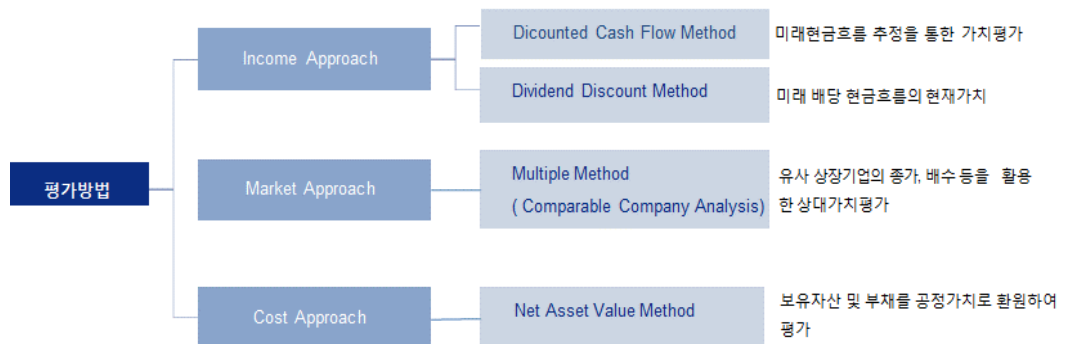 평가방법
Income Approach
Dicounted Cash Flow Method
미래현금흐름 추정을 통한 가치평가
Dividend Discount Method
미래 배당 현금흐름의 현재가치
Market Approach
Multiple Method
( Comparable Company Analysis)
유사 상장기업의 종가, 배수 등을 활용
한 상대가치평가
Cost Approach
Net Asset Value Method
보유자산 및 부채를 공정가치로 환원하여
평가